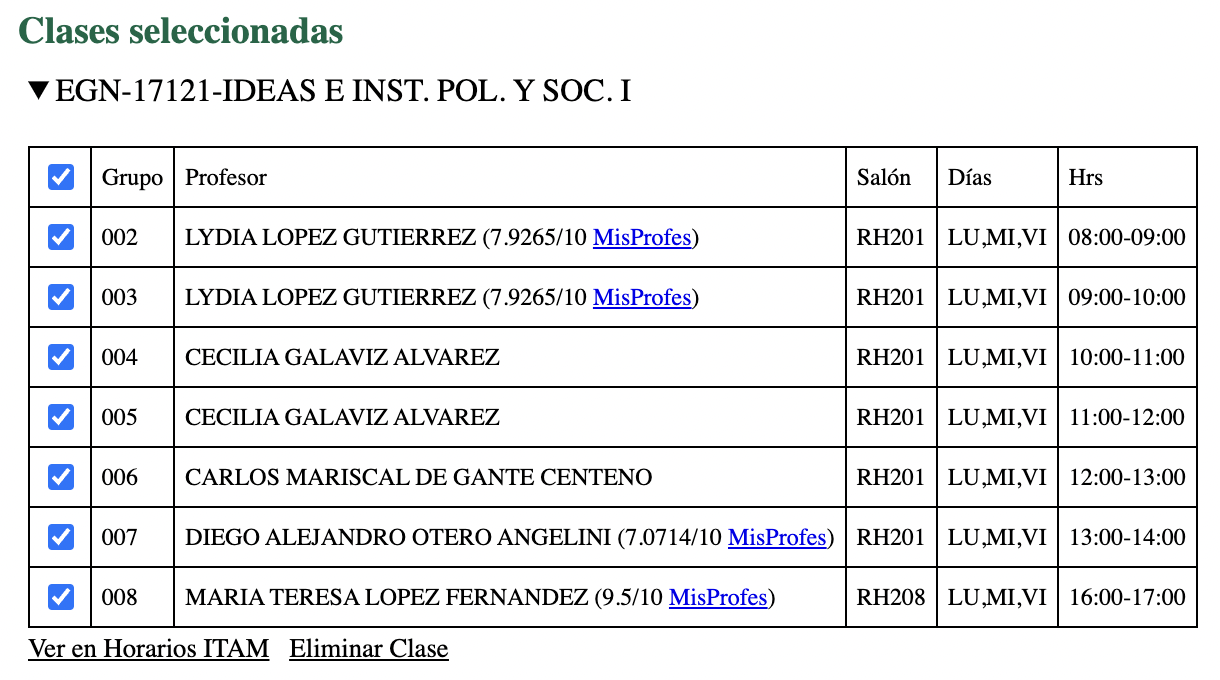 Clases seleccionadas
▼ EGN-17121-IDEAS E INST. POL. Y SOC. I
Grupo Profesor Salón Días Hrs
002 LYDIA LOPEZ GUTIERREZ (7.9265/10 MisProfes) RH201 LU,MI,VI 08:00-09:00
003 LYDIA LOPEZ GUTIERREZ (7.9265/10 MisProfes) RH201 LU,MI,VI 09:00-10:00
004 CECILIA GALAVIZ ALVAREZ RH201 LU,MI,VI 10:00-11:00
005 CECILIA GALAVIZ ALVAREZ RH201 LU,MI,VI 11:00-12:00
006 CARLOS MARISCAL DE GANTE CENTENO RH201 LU,MI,VI 12:00-13:00
007 DIEGO ALEJANDRO OTERO ANGELINI (7.0714/10 MisProfes) RH201 LU,MI,VI 13:00-14:00
008 MARIA TERESA LOPEZ FERNANDEZ (9.5/10 MisProfes) RH208 LU,MI,VI 16:00-17:00
Ver en Horarios ITAM Eliminar Clase